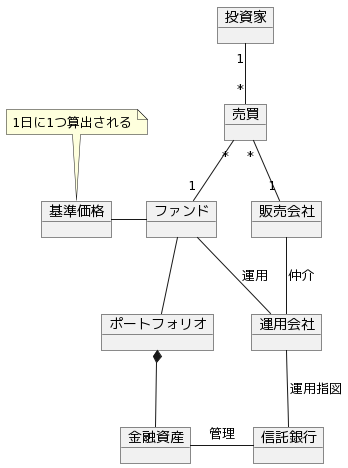 投資家
1
*
売買
1日に1つ算出される
*
*
1
1
基準価格
ファンド
販売会社
運用
仲介
ポートフォリオ
運用会社
運用指図
金融資産
管理
信託銀行